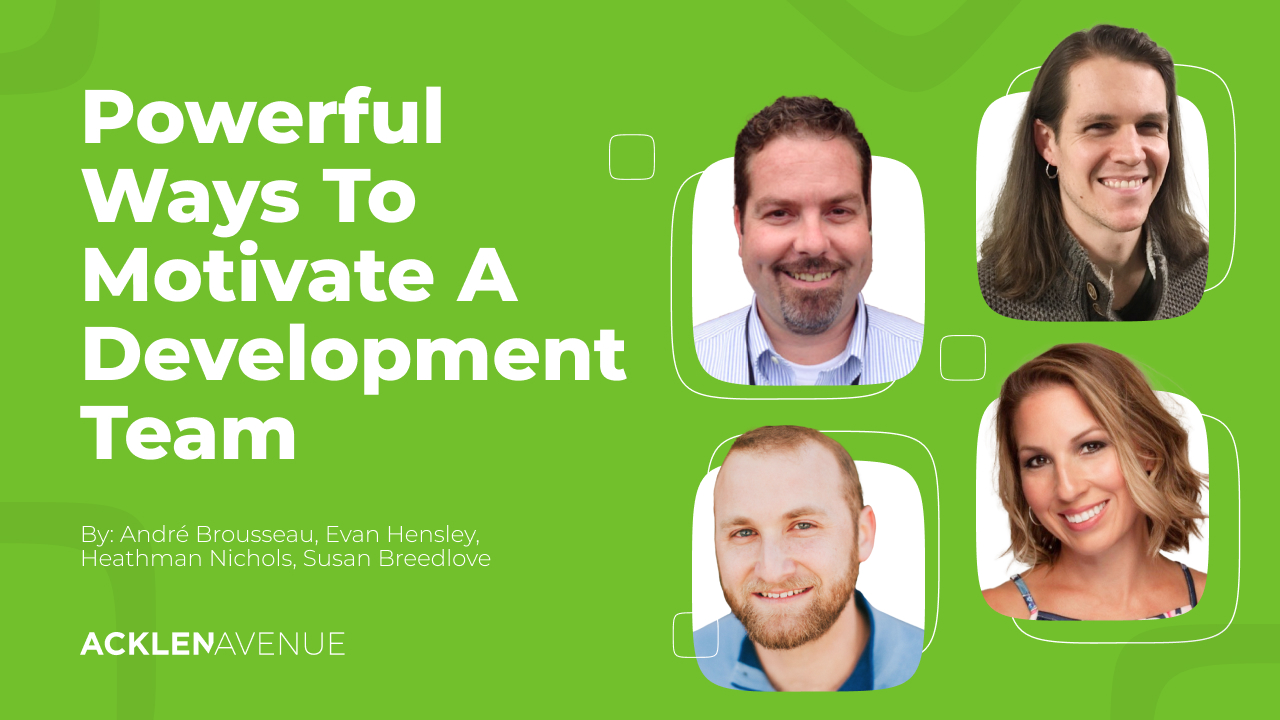 Powerful
Ways To
Motivate A
Development
Team
By: André Brousseau, Evan Hensley,
Heathman Nichols, Susan Breedlove
ACKLENAVENUE